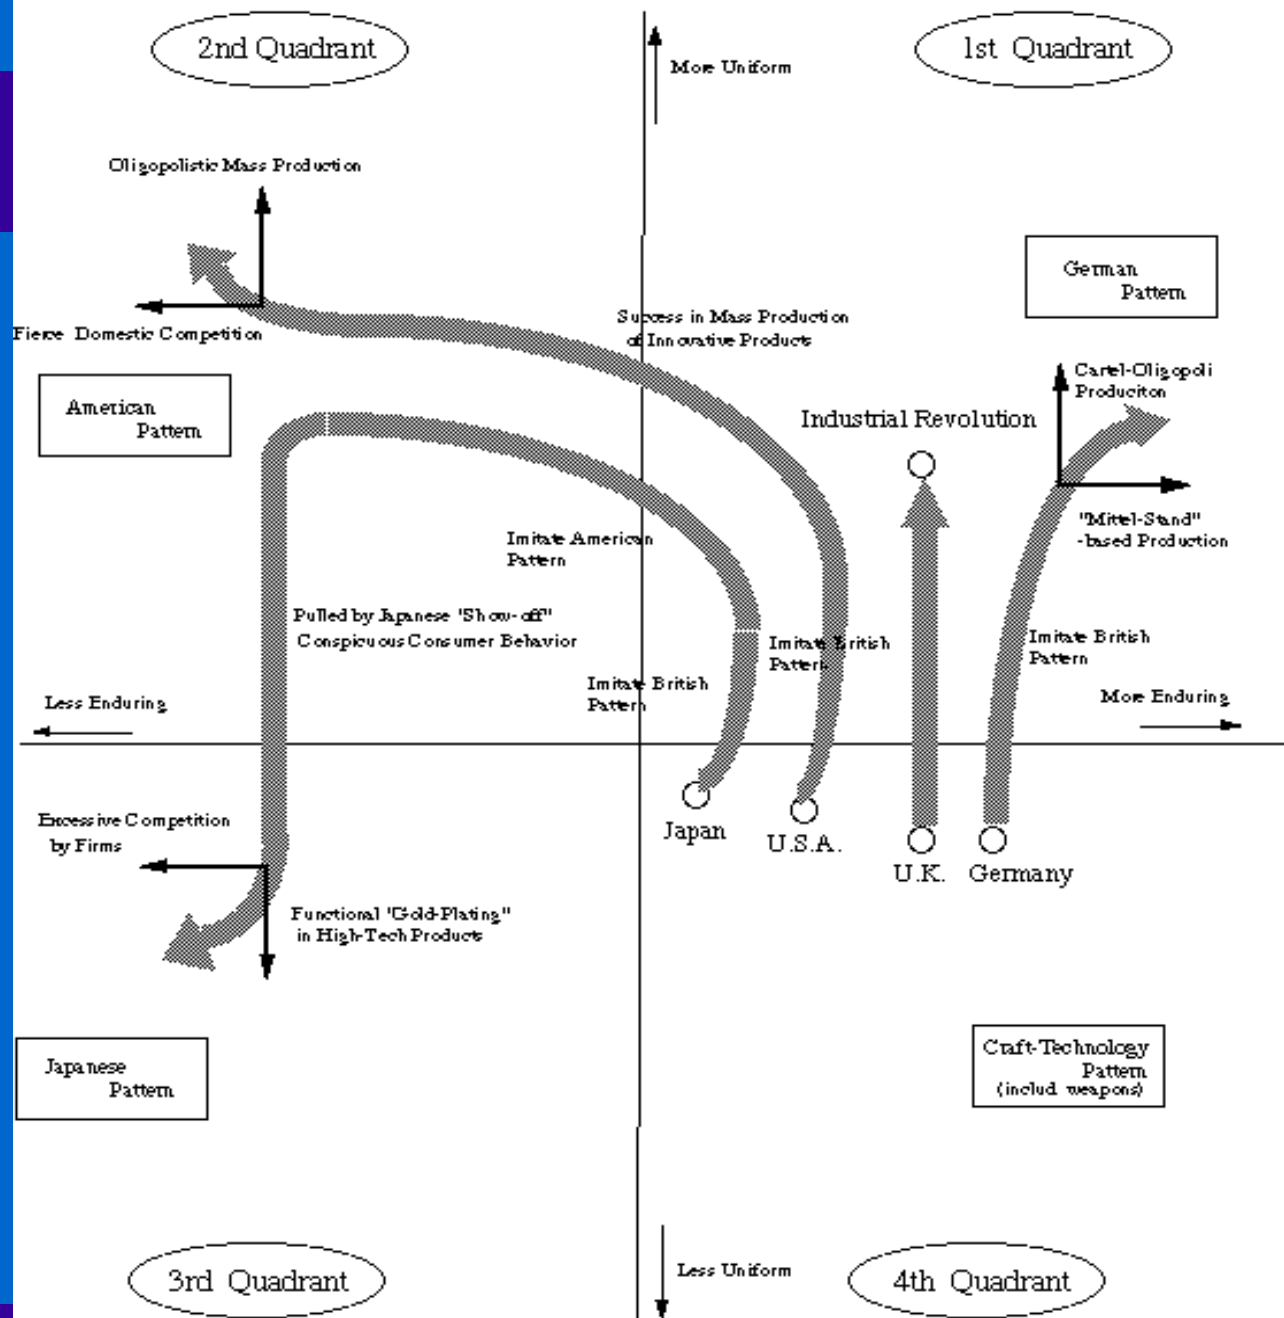 2nd Quadrant
1st Quadrant
More Uniform
Oligopolistic Mass Production
German
Pattern
Fierce Domestic Competition
Success in Mass Production
of Innovative Products
Cartel-Oligopoli
Produciton
American
Pattern
Industrial Revolution
"Mittel-Stand"
-based Production
Imitate American
Pattern
Pulled by Japanese "Show-off"
Conspicuous Consumer Behavior
Imitate British
Pattern
Imitate British
Pattern
Imitate British
Pattern
Less Enduring
More Enduring
Japan
U.S.A.
U.K.
Germany
Excessive Competition
by Firms
Functional "Gold-Plating"
in High-Tech Products
Japanese
Pattern
Craft-Technology
Pattern
(includ. weapons)
3rd Quadrant
Less Uniform
4th Quadrant